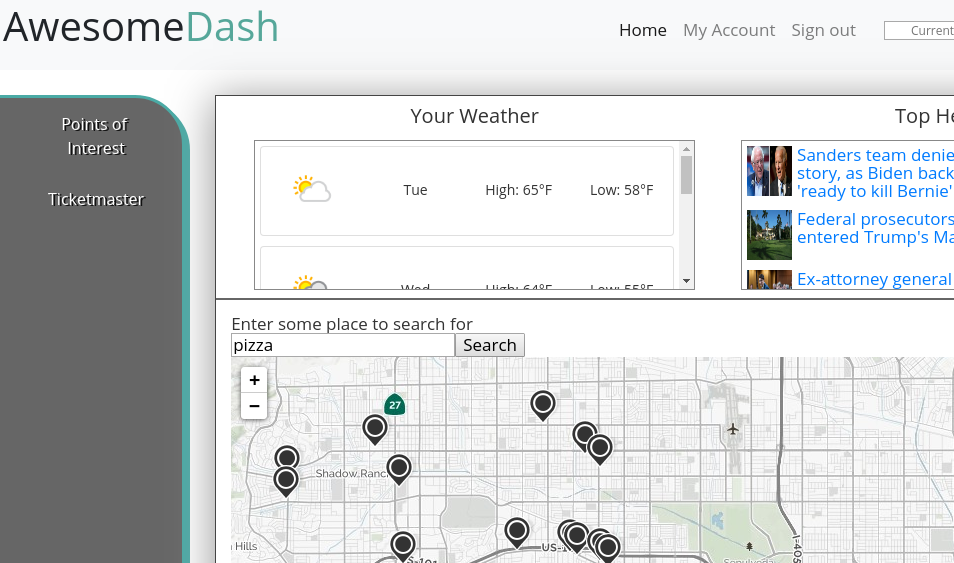 AwesomeDash
Home My Account Sign out Current
Points of
Interest
Ticketmaster
Your Weather
Tue High: 65°F Low: 58°F
Wed High: 64°F Low: 55°F
Top He
Sanders team denie
story, as Biden back
'ready to kill Bernie'
Federal prosecutors
entered Trump's Ma
Ex-attorney general
Enter some place to search for
pizza Search
+
−
27
Shadow Ranc
Hills
US-1
S-101
I-405
Sepulveda